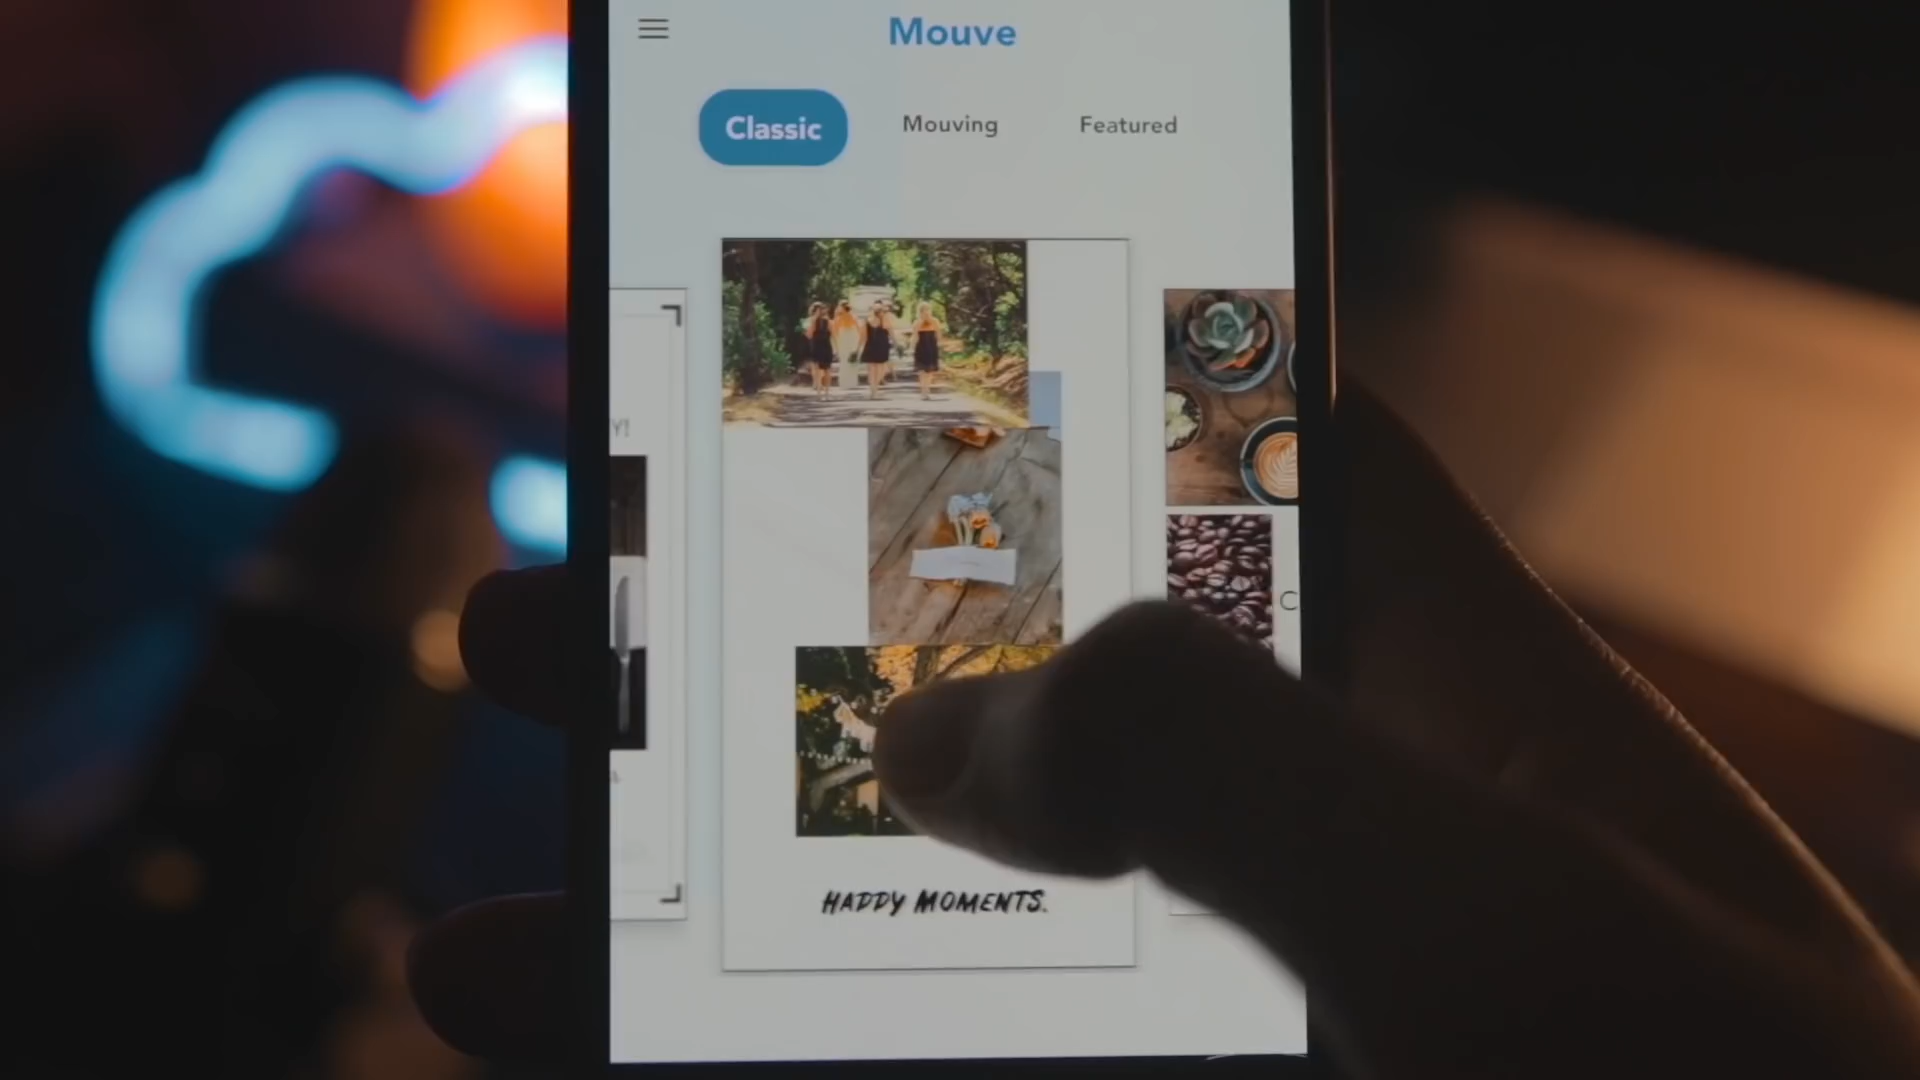 Mouve
Classic Mouving Featured
Y!
C
HAPPY MOMENTS.